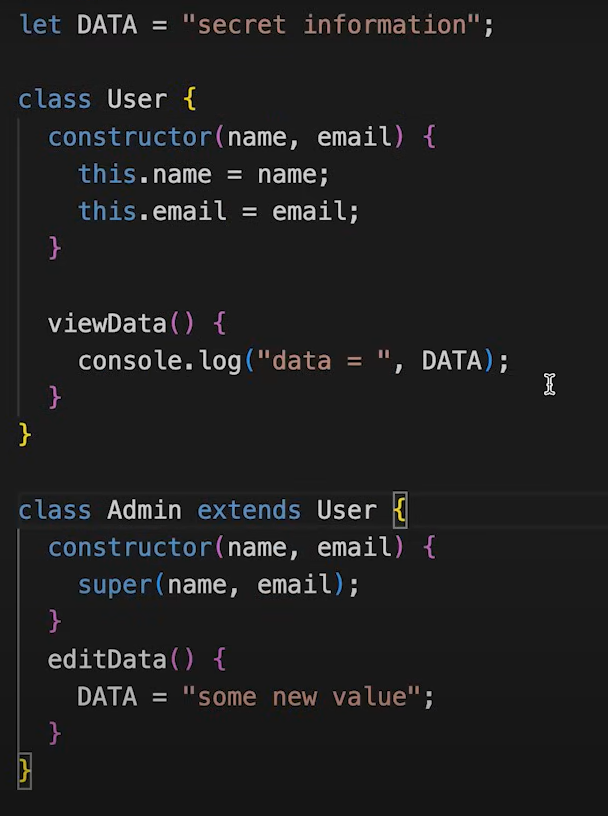 let DATA = "secret information";
class User {
constructor(name, email) {
this.name = name;
this.email = email;
}
viewData() {
console.log("data = ", DATA);
}
}
class Admin extends User {
constructor(name, email) {
super(name, email);
}
editData() {
DATA = "some new value";
}
}